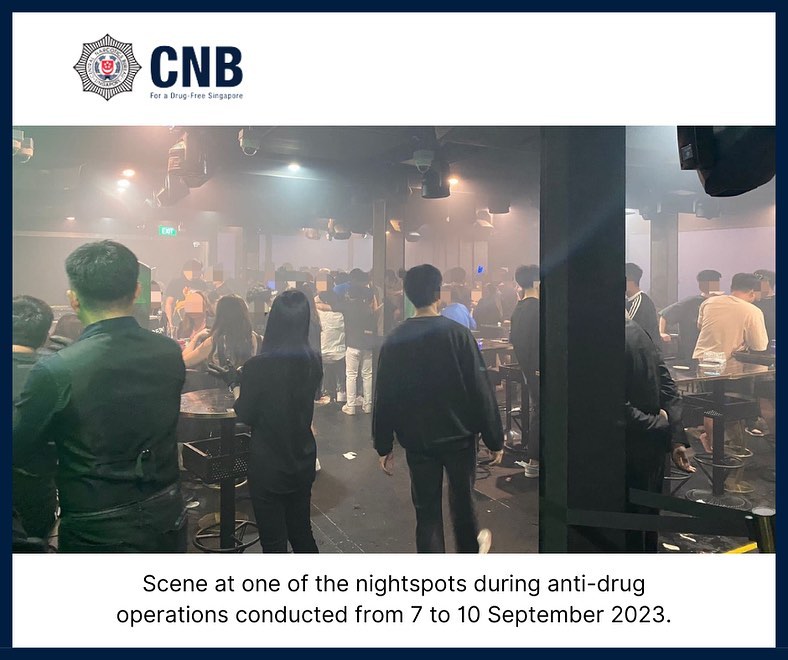 CNB
For a Drug-Free Singapore
EXIT
Scene at one of the nightspots during anti-drug
operations conducted from 7 to 10 September 2023.